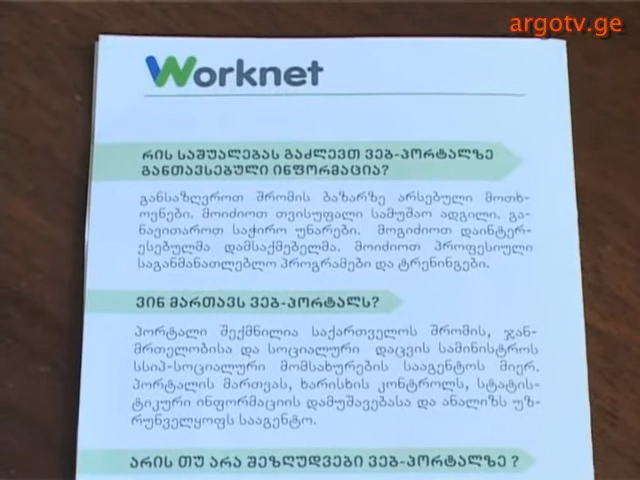 argotv.ge
Worknet
რის საშუალებას გაძლევთ ვებ-პორტალზე
განთავსებული ინფორმაცია?
განსაზღვროთ შრომის ბაზარზე არსებული მოთხ-
ოვნები. მოიძიოთ თვისუფალი სამუშაო ადგილი. გა-
ნავითაროთ საჭირო უნარები. მოგიძიოთ დაინტერ-
ესებულმა დამსაქმებელმა. მოიძიოთ პროფესიული
საგანმანათლებლო პროგრამები და ტრენინგები.
ვინ მართავს ვებ-პორტალს?
პორტალი შექმნილია საქართველოს შრომის, ჯან-
მრთელობისა და სოციალური დაცვის სამინისტროს
სსიპ-სოციალური მომსახურების სააგენტოს მიერ.
პორტალის მართვას, ხარისხის კონტროლს, სტატის-
ტიკური ინფორმაციის დამუშავებასა და ანალიზს უზ-
რუნველყოფს სააგენტო.
არის თუ არა შეზღუდვები ვებ-პორტალზე ?